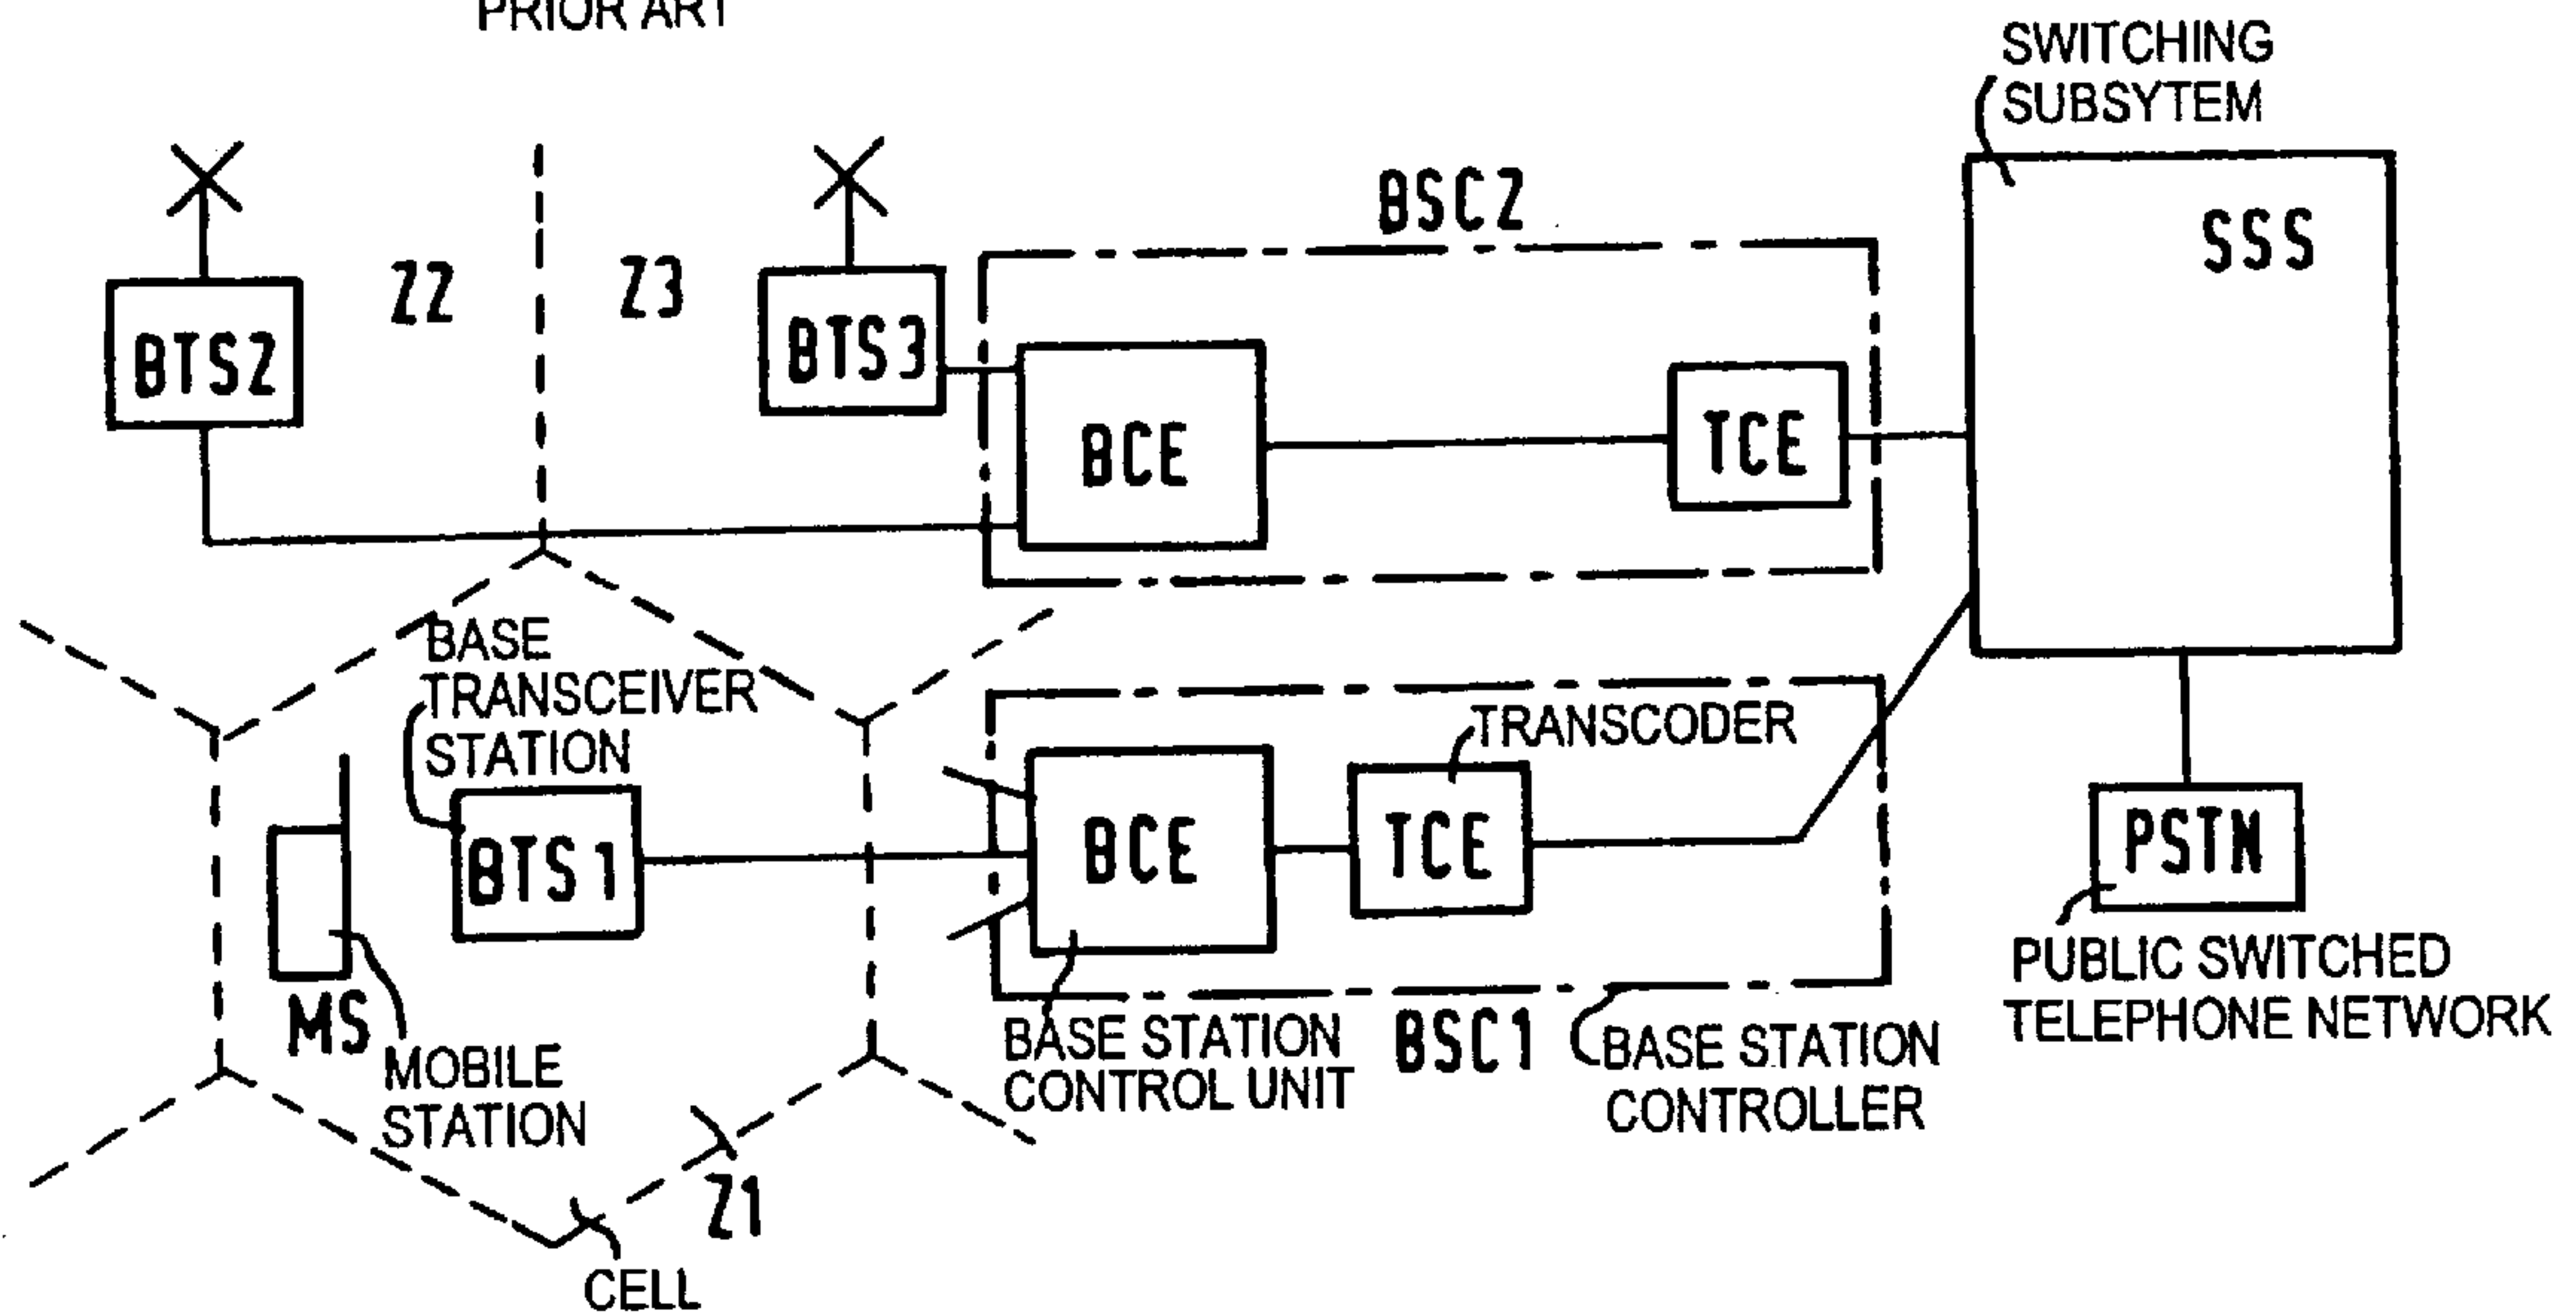 PRIOR ART
SWITCHING
SUBSYTEM
BSC2
SSS
Z2
Z3
BTS2
BTS3
BCE
TCE
BASE
TRANSCEIVER
STATION
TRANSCODER
BTS1
BCE
TCE
PSTN
PUBLIC SWITCHED
TELEPHONE NETWORK
MS
MOBILE
STATION
BASE STATION
CONTROL UNIT
BSC1
BASE STATION
CONTROLLER
Z1
CELL